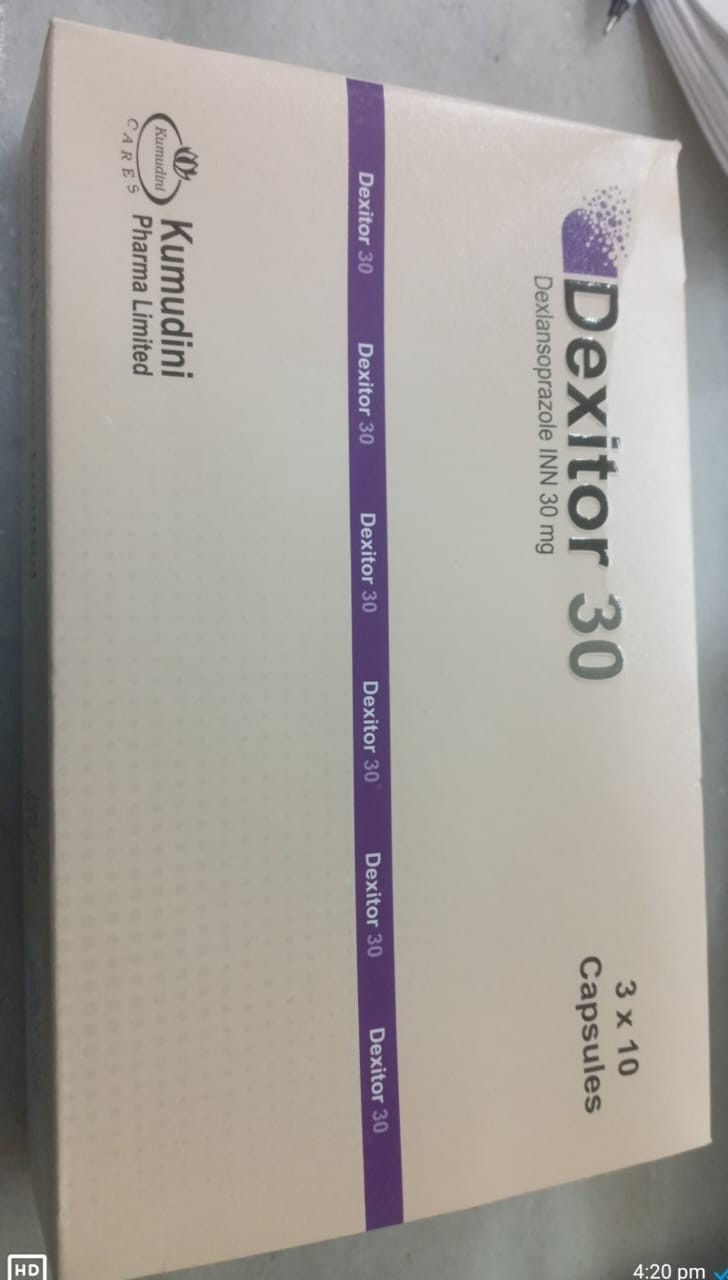 Dexitor 30
Dexlansoprazole INN 30 mg
3 x 10
Capsules
Dexitor 30 Dexitor 30 Dexitor 30 Dexitor 30 Dexitor 30 Dexitor 30
Kumudini
CARES
Kumudini
Pharma Limited
HD
4:20 pm